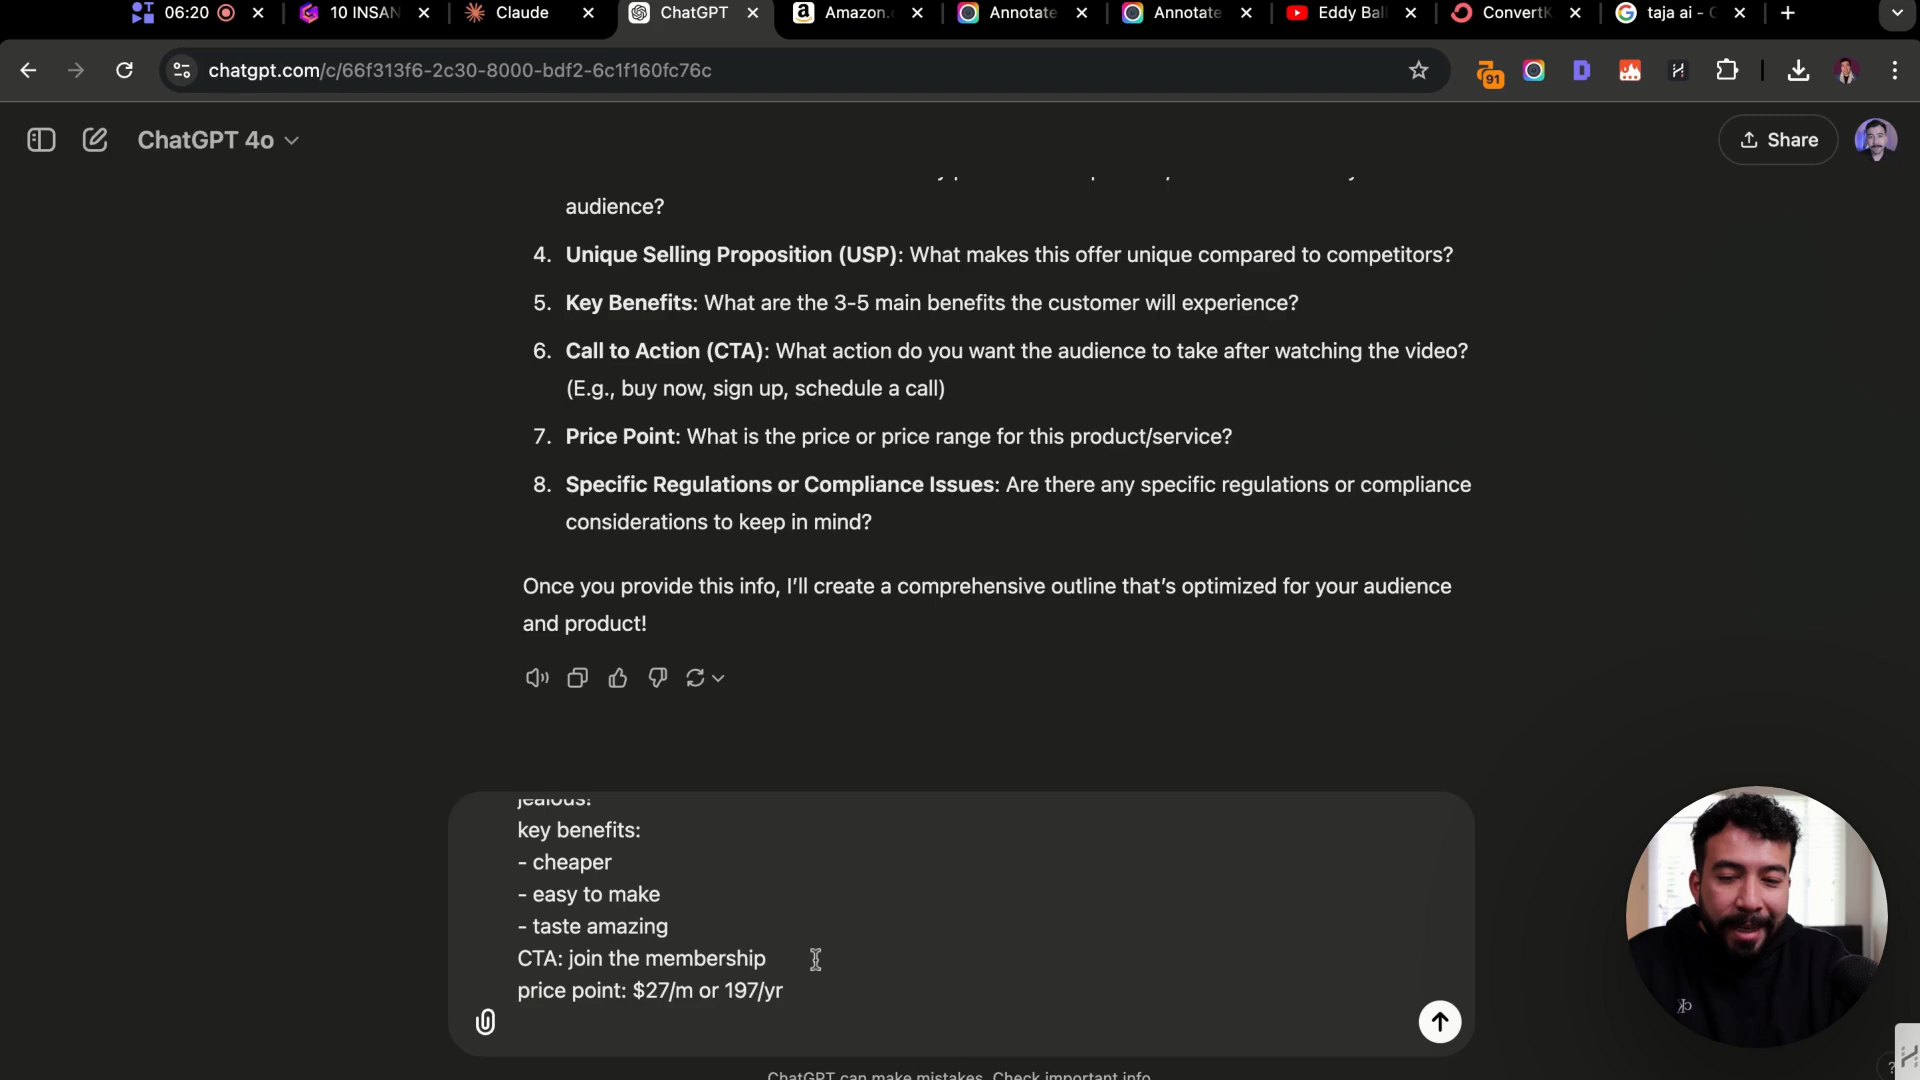 06:20
10 INSAN
Claude
ChatGPT
Amazon.
Annotate
Annotate
Eddy Bal
ConvertK
taja ai - G
chatgpt.com/c/66f313f6-2c30-8000-bdf2-6c1f160fc76c
91
ChatGPT 4o
Share
audience?
4. Unique Selling Proposition (USP): What makes this offer unique compared to competitors?
5. Key Benefits: What are the 3-5 main benefits the customer will experience?
6. Call to Action (CTA): What action do you want the audience to take after watching the video?
(E.g., buy now, sign up, schedule a call)
7. Price Point: What is the price or price range for this product/service?
8. Specific Regulations or Compliance Issues: Are there any specific regulations or compliance
considerations to keep in mind?
Once you provide this info, I'll create a comprehensive outline that's optimized for your audience
and product!
jealous!
key benefits:
- cheaper
- easy to make
- taste amazing
CTA: join the membership
price point: $27/m or 197/yr
ChatGPT can make mistakes. Check important info.